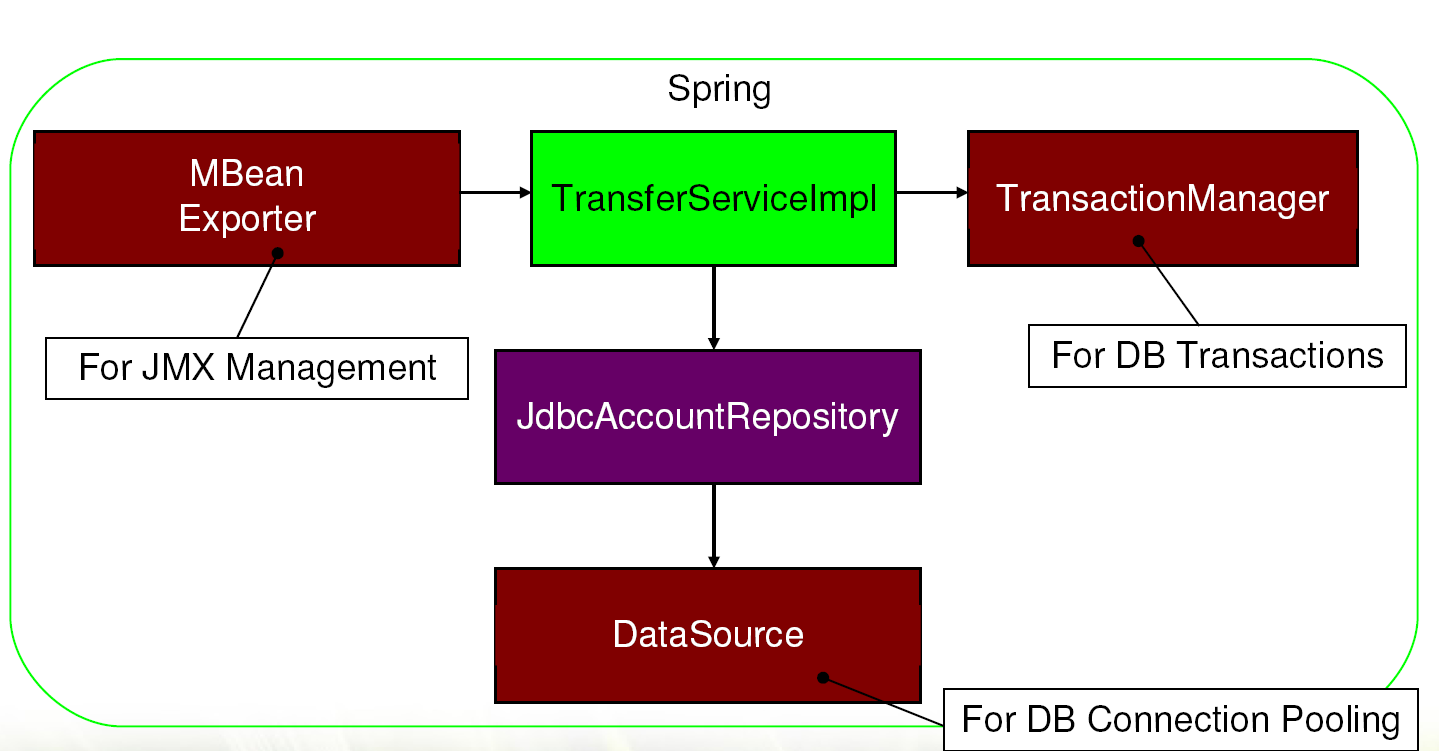 Spring
MBean
Exporter
TransferServiceImpl
TransactionManager
For JMX Management
For DB Transactions
JdbcAccountRepository
DataSource
For DB Connection Pooling